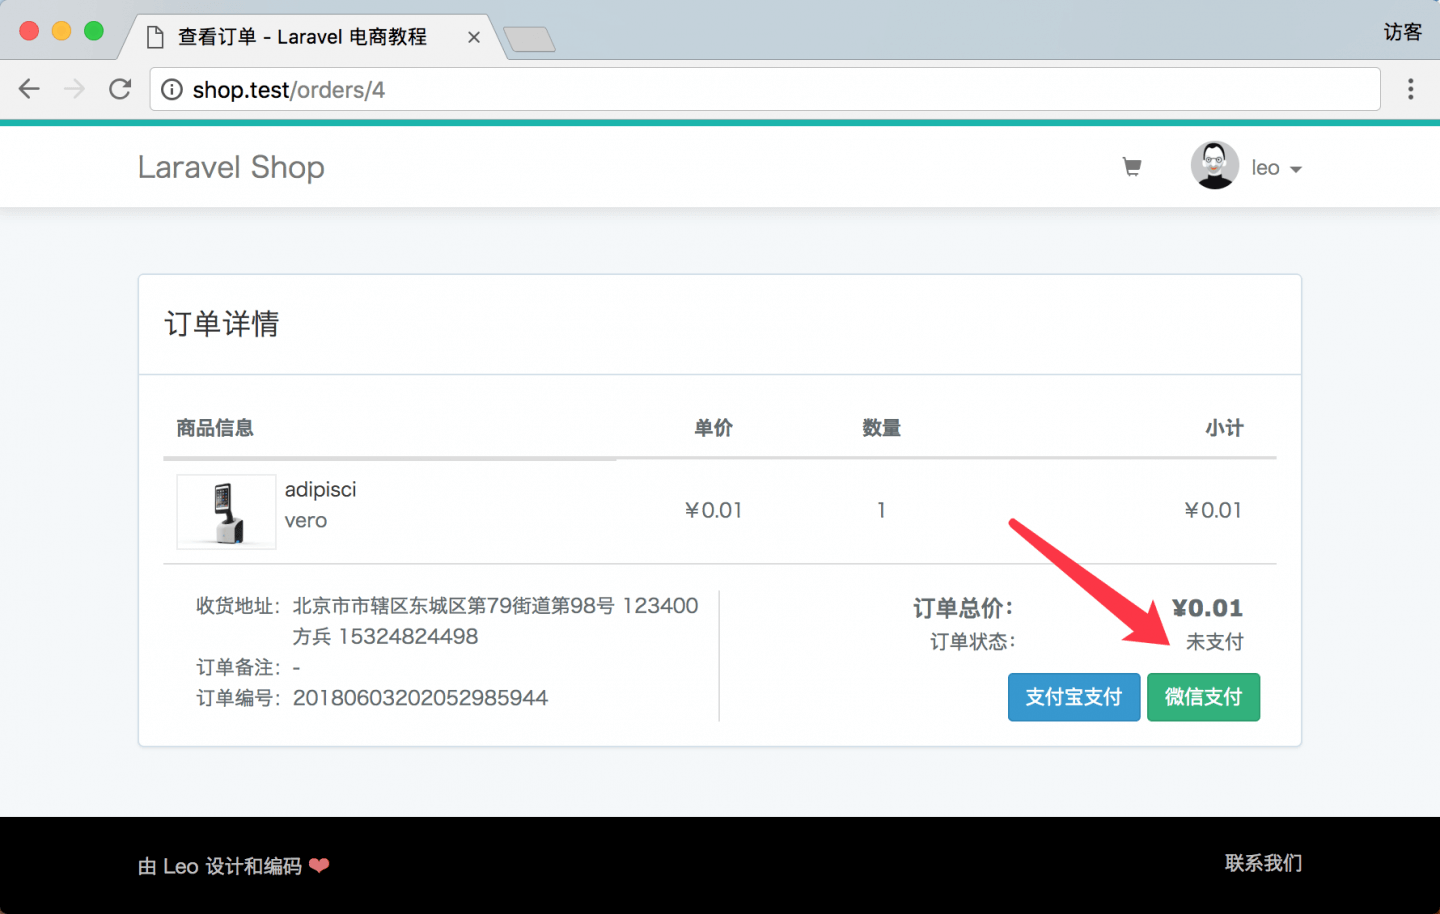 查看订单 - Laravel 电商教程
访客
shop.test/orders/4
Laravel Shop
leo
订单详情
商品信息 单价 数量 小计
adipisci
vero
￥0.01 1 ￥0.01
收货地址： 北京市市辖区东城区第79街道第98号 123400
方兵 15324824498
订单备注： -
订单编号： 20180603202052985944
订单总价： ￥0.01
订单状态： 未支付
支付宝支付 微信支付
由 Leo 设计和编码 ❤
联系我们